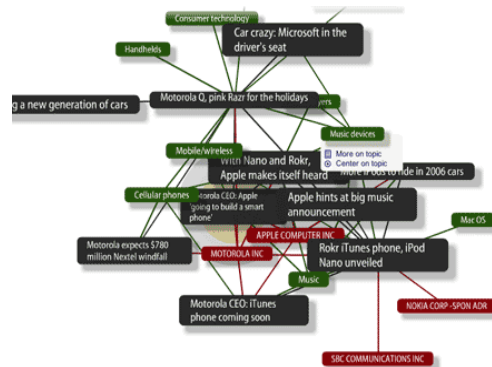 Consumer technology
Car crazy: Microsoft in the
driver's seat
Handhelds
g a new generation of cars
Motorola Q, pink Razr for the holidays
yers
Music devices
More on topic
Center on topic
Mobile/wireless
With Nano and Rokr,
Apple makes itself heard
More iPods to ride in 2006 cars
Cellular phones
Motorola CEO: Apple
'going to build a smart
phone'
Apple hints at big music
announcement
Mac OS
APPLE COMPUTER INC
Motorola expects $780
million Nextel windfall
MOTOROLA INC
Rokr iTunes phone, iPod
Nano unveiled
Music
Motorola CEO: iTunes
phone coming soon
NOKIA CORP -SPON ADR
SBC COMMUNICATIONS INC